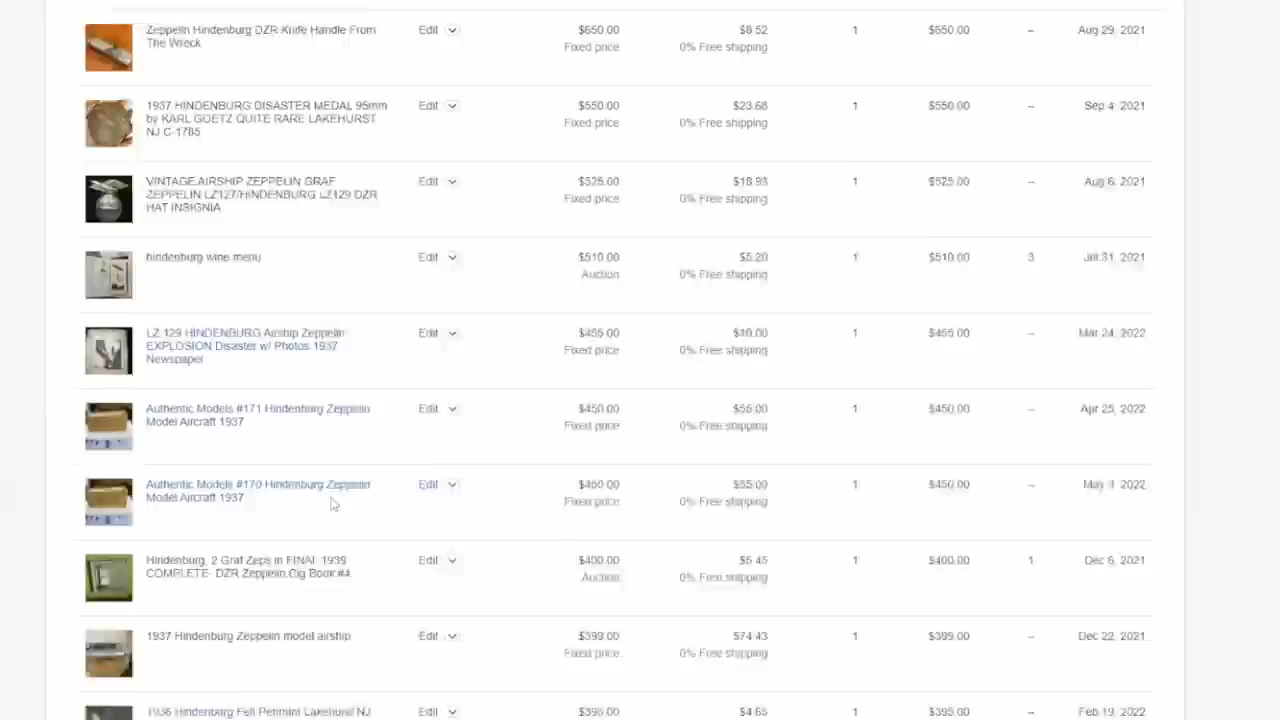 Zeppelin Hindenburg DZR Knife Handle From Edit $650.00 $8.52 1 $650.00 – Aug 29, 2021
The Wreck Fixed price 0% Free shipping
1937 HINDENBURG DISASTER MEDAL 95mm Edit $550.00 $23.68 1 $550.00 – Sep 4, 2021
by KARL GOETZ QUITE RARE LAKEHURST Fixed price 0% Free shipping
NJ C-1785
VINTAGE AIRSHIP ZEPPELIN GRAF Edit $525.00 $18.93 1 $525.00 – Aug 6, 2021
ZEPPELIN LZ127/HINDENBURG LZ129 DZR Fixed price 0% Free shipping
HAT INSIGNIA
hindenburg wine menu Edit $510.00 $5.20 1 $510.00 3 Jul 31, 2021
Auction 0% Free shipping
LZ 129 HINDENBURG Airship Zeppelin Edit $455.00 $10.00 1 $455.00 – Mar 24, 2022
EXPLOSION Disaster w/ Photos 1937 Fixed price 0% Free shipping
Newspaper
Authentic Models #171 Hindenburg Zeppelin Edit $450.00 $55.00 1 $450.00 – Apr 25, 2022
Model Aircraft 1937 Fixed price 0% Free shipping
Authentic Models #170 Hindenburg Zeppelin Edit $450.00 $55.00 1 $450.00 – May 2022
Model Aircraft 1937 Fixed price 0% Free shipping
Hindenburg, 2 Graf Zeps in FINAL 1939 Edit $400.00 $5.45 1 $400.00 1 Dec 6, 2021
COMPLETE- DZR Zeppelin Cig Book #4 Auction 0% Free shipping
1937 Hindenburg Zeppelin model airship Edit $399.00 $74.43 1 $399.00 – Dec 22, 2021
Fixed price 0% Free shipping
1936 Hindenburg Lakehurst NJ Edit $395.00 $4.65 1 $395.00 – Feb 19, 2022